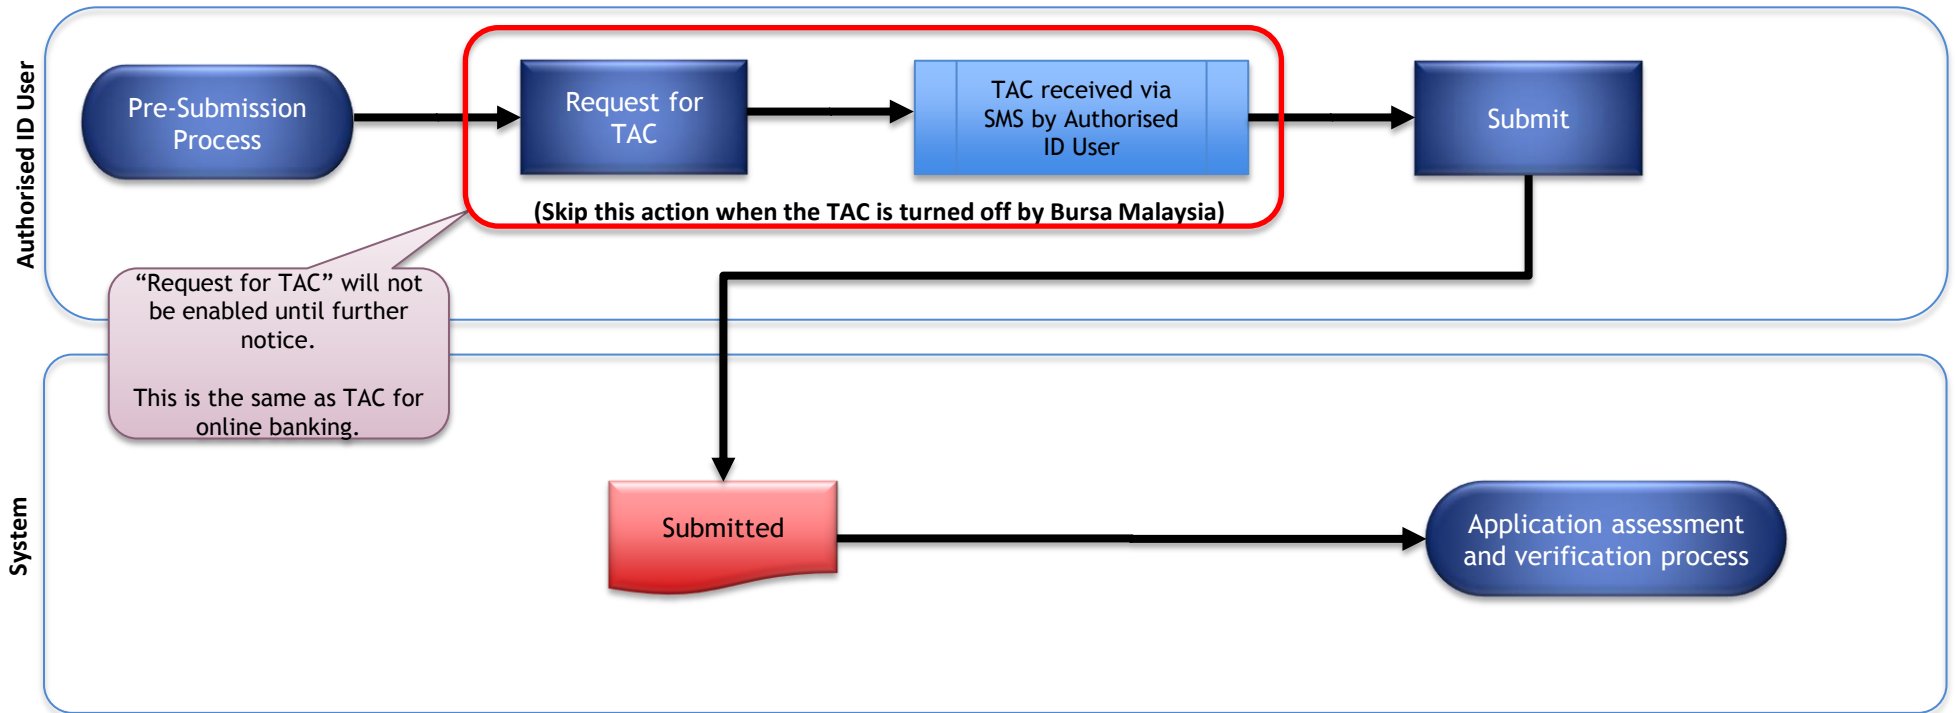 Authorised ID User
Pre-Submission
Process
Request for
TAC
TAC received via
SMS by Authorised
ID User
Submit
(Skip this action when the TAC is turned off by Bursa Malaysia)
“Request for TAC” will not
be enabled until further
notice.
This is the same as TAC for
online banking.
System
Submitted
Application assessment
and verification process